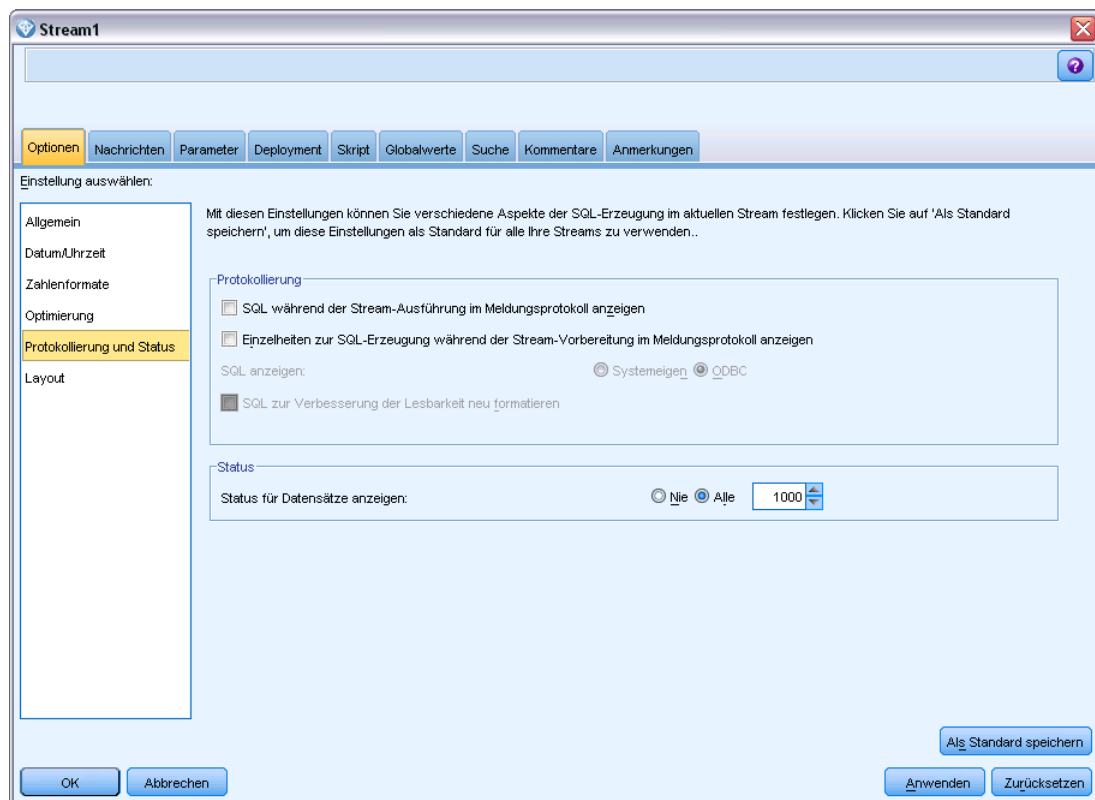 Stream1
Optionen Nachrichten Parameter Deployment Skript Globalwerte Suche Kommentare Anmerkungen
Einstellung auswählen:
Allgemein
Datum/Uhrzeit
Zahlenformate
Optimierung
Protokollierung und Status
Layout
Mit diesen Einstellungen können Sie verschiedene Aspekte der SQL-Erzeugung im aktuellen Stream festlegen. Klicken Sie auf 'Als Standard
speichern', um diese Einstellungen als Standard für alle Ihre Streams zu verwenden..
Protokollierung
SQL während der Stream-Ausführung im Meldungsprotokoll anzeigen
Einzelheiten zur SQL-Erzeugung während der Stream-Vorbereitung im Meldungsprotokoll anzeigen
SQL anzeigen: Systemeigen ODBC
SQL zur Verbesserung der Lesbarkeit neu formatieren
Status
Status für Datensätze anzeigen: Nie Alle 1000
Als Standard speichern
OK Abbrechen Anwenden Zurücksetzen